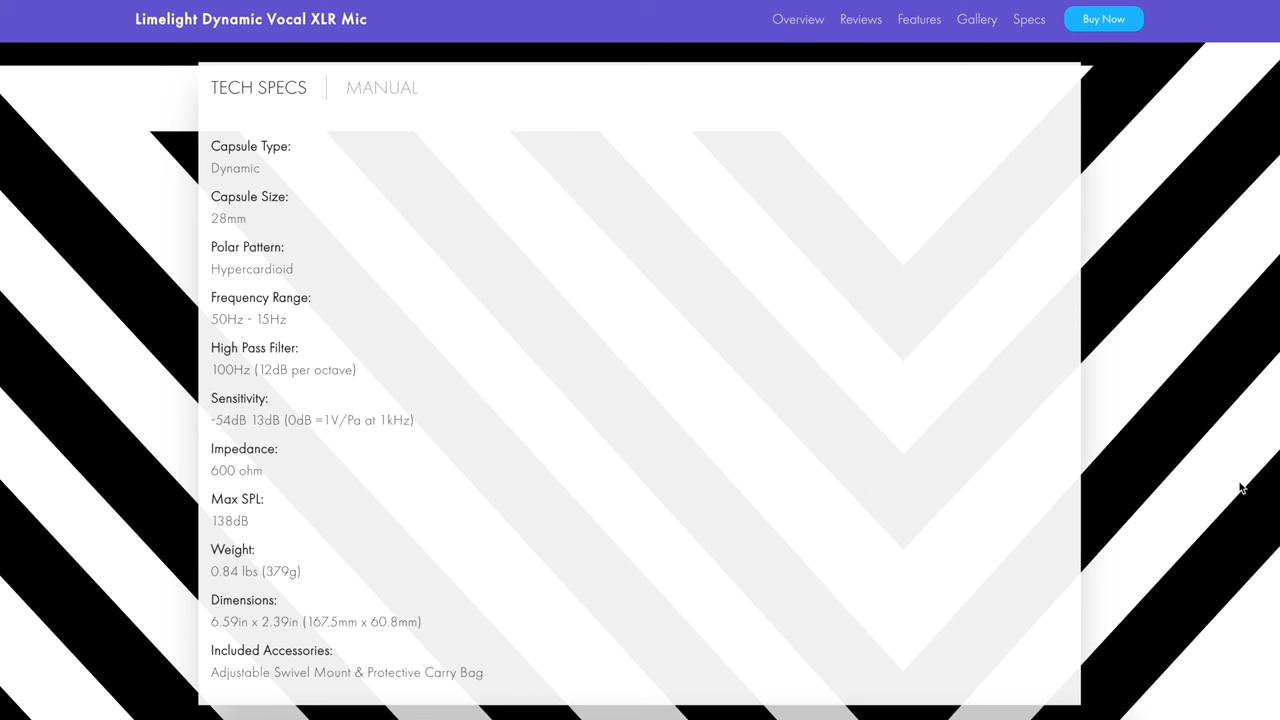 Limelight Dynamic Vocal XLR Mic
Overview Reviews Features Gallery Specs Buy Now
TECH SPECS MANUAL
Capsule Type:
Dynamic
Capsule Size:
28mm
Polar Pattern:
Hypercardioid
Frequency Range:
50Hz - 15Hz
High Pass Filter:
100Hz (12dB per octave)
Sensitivity:
-54dB 13dB (0dB =1V/Pa at 1kHz)
Impedance:
600 ohm
Max SPL:
138dB
Weight:
0.84 lbs (379g)
Dimensions:
6.59in x 2.39in (167.5mm x 60.8mm)
Included Accessories:
Adjustable Swivel Mount & Protective Carry Bag